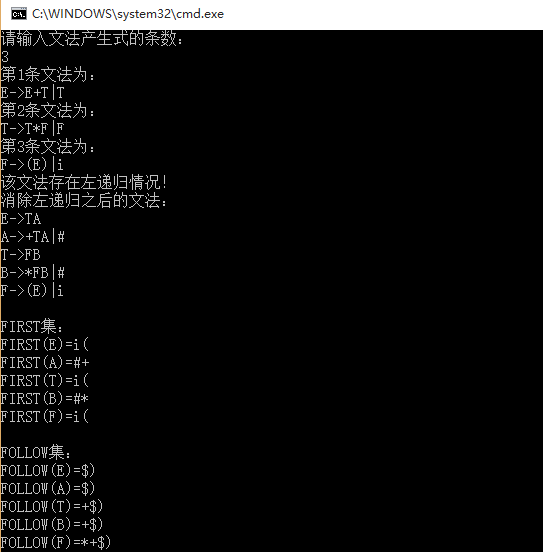 C:\WINDOWS\system32\cmd.exe
请输入文法产生式的条数:
3
第1条文法为:
E->E+T|T
第2条文法为:
T->T*F|F
第3条文法为:
F->(E)|i
该文法存在左递归情况!
消除左递归之后的文法:
E->TA
A->+TA|#
T->FB
B->*FB|#
F->(E)|i
FIRST集:
FIRST(E)=i(
FIRST(A)=#+
FIRST(T)=i(
FIRST(B)=#*
FIRST(F)=i(
FOLLOW集:
FOLLOW(E)=$)
FOLLOW(A)=$)
FOLLOW(T)=+$)
FOLLOW(B)=+$)
FOLLOW(F)=*+$)